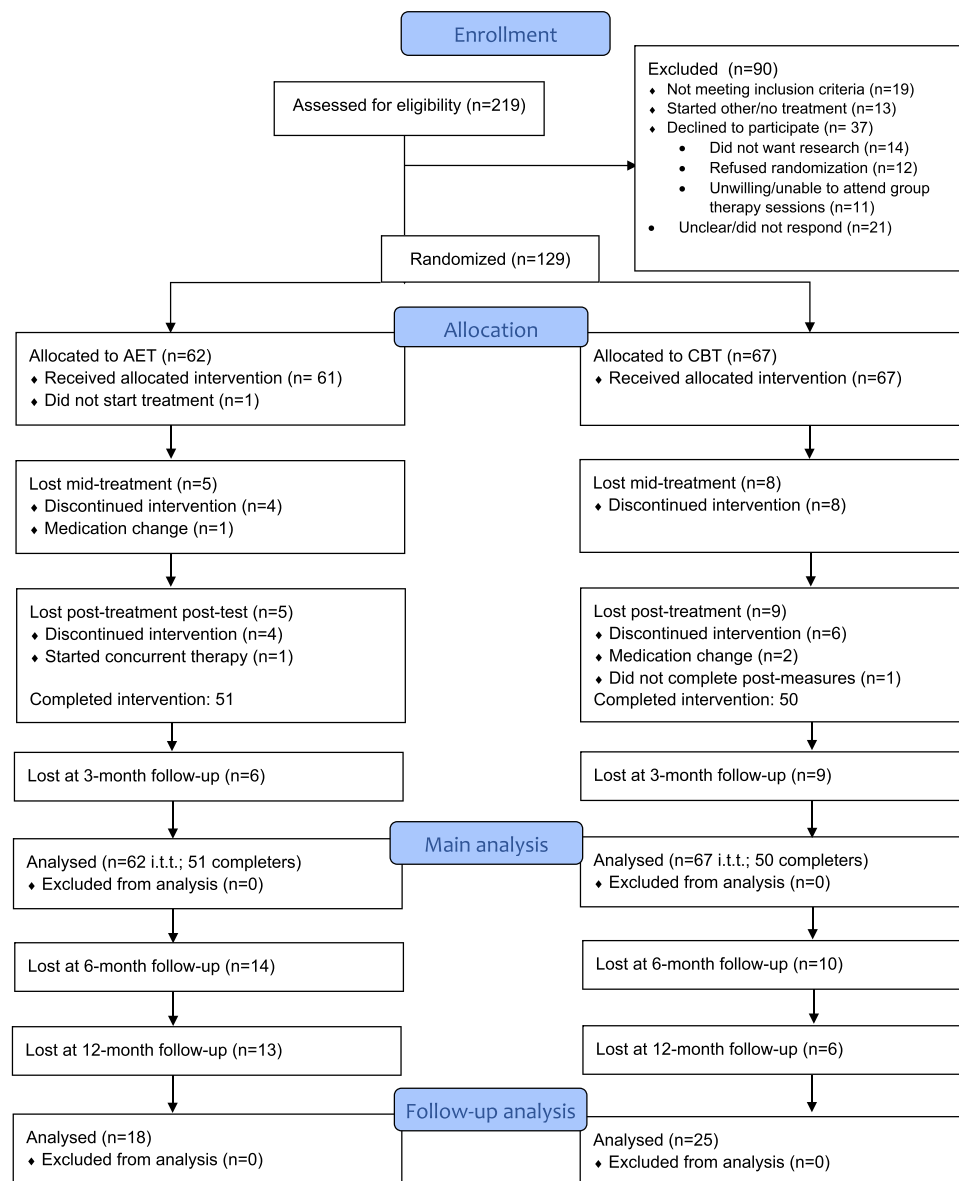 Enrollment
Assessed for eligibility (n=219)
Excluded (n=90)
♦ Not meeting inclusion criteria (n=19)
♦ Started other/no treatment (n=13)
♦ Declined to participate (n= 37)
• Did not want research (n=14)
• Refused randomization (n=12)
• Unwilling/unable to attend group
therapy sessions (n=11)
• Unclear/did not respond (n=21)
Randomized (n=129)
Allocation
Allocated to AET (n=62)
♦ Received allocated intervention (n= 61)
♦ Did not start treatment (n=1)
Allocated to CBT (n=67)
♦ Received allocated intervention (n=67)
Lost mid-treatment (n=5)
♦ Discontinued intervention (n=4)
♦ Medication change (n=1)
Lost mid-treatment (n=8)
♦ Discontinued intervention (n=8)
Lost post-treatment post-test (n=5)
♦ Discontinued intervention (n=4)
♦ Started concurrent therapy (n=1)
Completed intervention: 51
Lost post-treatment (n=9)
♦ Discontinued intervention (n=6)
♦ Medication change (n=2)
♦ Did not complete post-measures (n=1)
Completed intervention: 50
Lost at 3-month follow-up (n=6)
Lost at 3-month follow-up (n=9)
Main analysis
Analysed (n=62 i.t.t.; 51 completers)
♦ Excluded from analysis (n=0)
Analysed (n=67 i.t.t.; 50 completers)
♦ Excluded from analysis (n=0)
Lost at 6-month follow-up (n=14)
Lost at 6-month follow-up (n=10)
Lost at 12-month follow-up (n=13)
Lost at 12-month follow-up (n=6)
Follow-up analysis
Analysed (n=18)
♦ Excluded from analysis (n=0)
Analysed (n=25)
♦ Excluded from analysis (n=0)